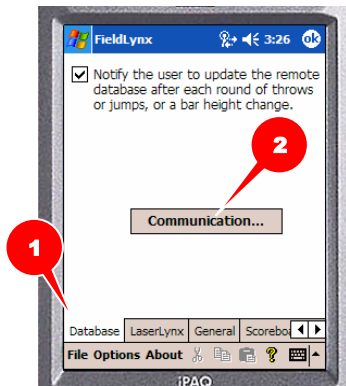 FieldLynx 3:26 ok
Notify the user to update the remote
database after each round of throws
or jumps, or a bar height change.
2
Communication...
1
Database LaserLynx General Scorebo
File Options About
iPAQ